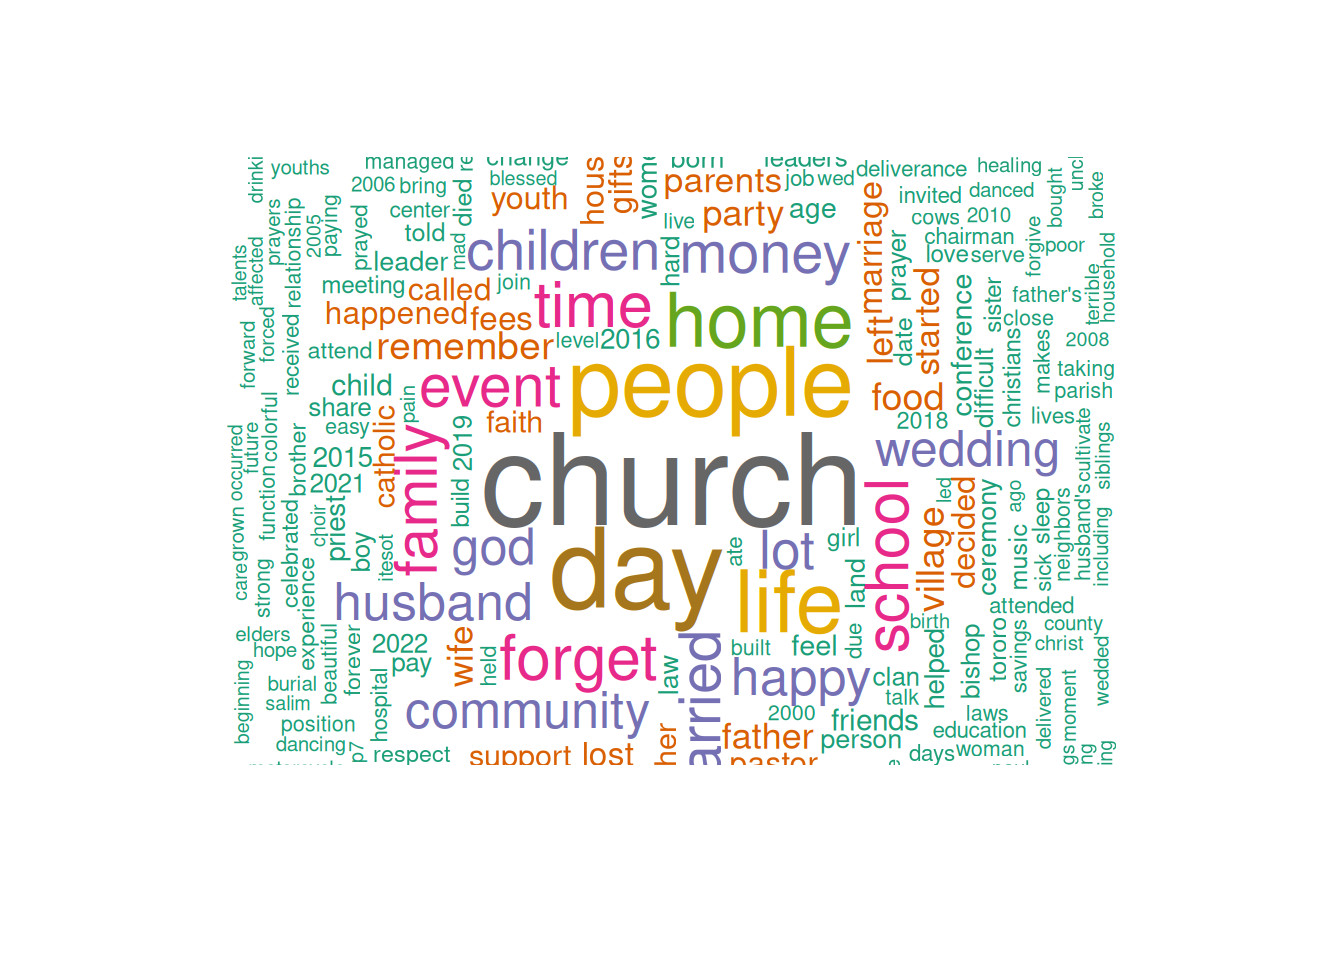 drinki
youths
managed
re
change
hous
gifts
wome
born
leaders
deliverance
healing
uncl
2006
bring
died
blessed
youth
parents
job
wed
invited
danced
bought
broke
prayers
relationship
2005
paying
prayed
center
told
mad
live
party
age
marriage
cows
2010
chairman
forgive
poor
talents
affected
leader
children
hard
money
prayer
love
serve
terrible
household
meeting
called
join
time
home
left
started
conference
sister
father's
close
forward
forced
received
happened
fees
date
2008
attend
remember
level
2016
people
difficult
christians
makes
taking
child
pain
event
food
parish
share
easy
catholic
faith
2018
lives
occurred
future
colorful
brother
2015
family
build
2019
church
wedding
cultivate
siblings
grown
function
2021
school
led
decided
ceremony
ago
care
celebrated
choir
priest
boy
itesot
god
day
ate
lot
girl
village
music
sleep
sick
neighbors
husband's
including
strong
experience
husband
life
land
attended
elders
hope
beautiful
forever
2022
pay
wife
held
forget
law
built
feel
due
birth
helped
bishop
tororo
county
christ
wedded
beginning
burial
salim
hospital
community
arried
happy
clan
talk
savings
laws
delivered
moment
position
2000
friends
education
dancing
p7
respect
support
lost
her
father
person
days
woman
gs
ng
ing
motorcycle
pastor
e
paul